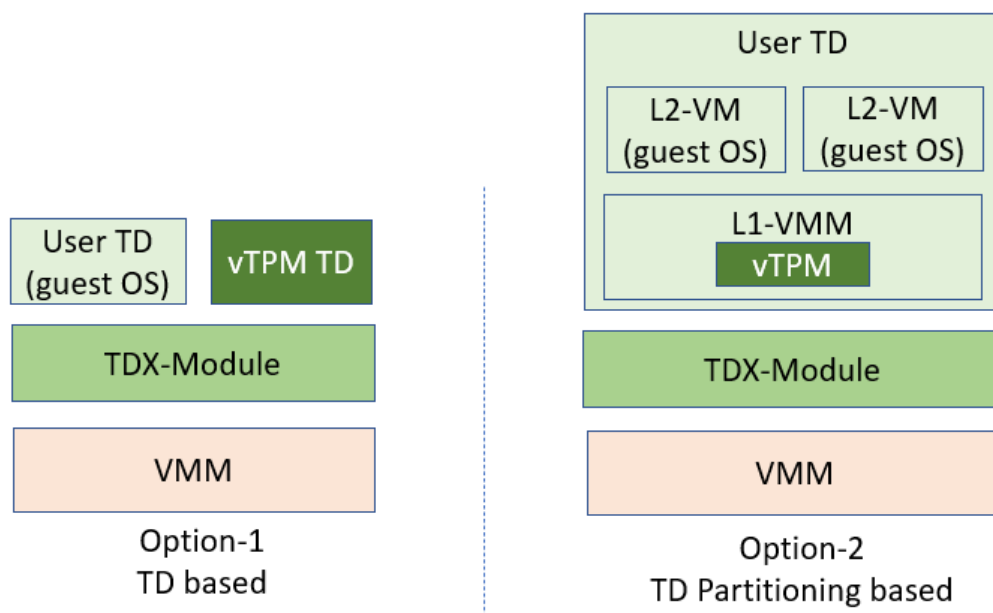 User TD
(guest OS)
vTPM TD
TDX-Module
VMM
Option-1
TD based
User TD
L2-VM
(guest OS)
L2-VM
(guest OS)
L1-VMM
vTPM
TDX-Module
VMM
Option-2
TD Partitioning based